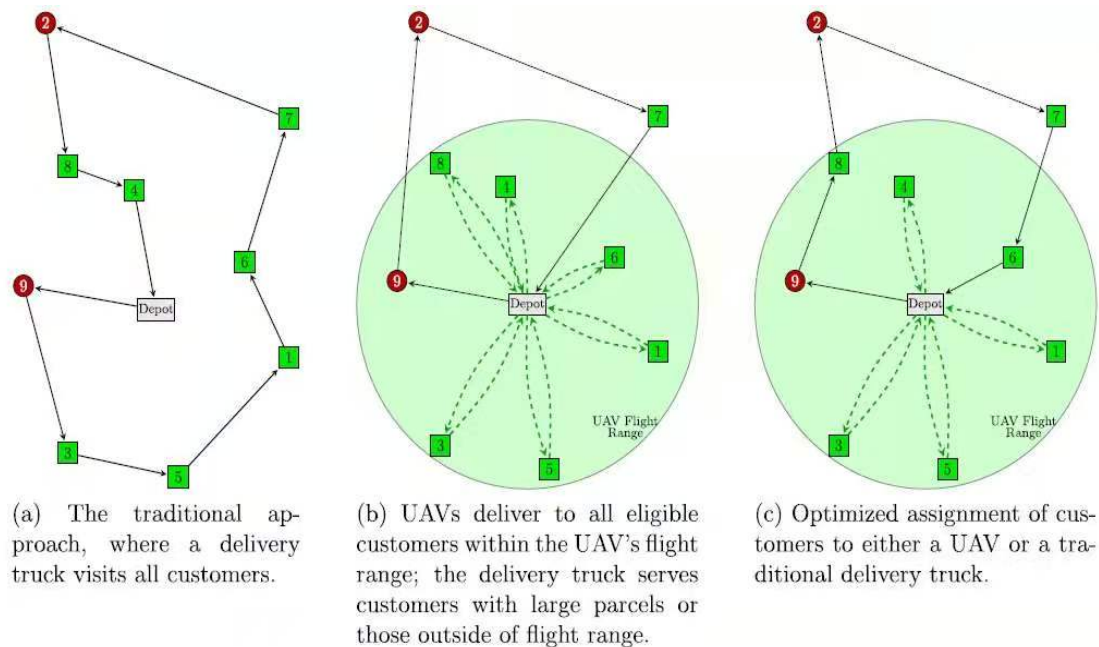 2
7
8
4
6
9
Depot
1
3
5
2
7
8
4
6
9
Depot
1
UAV Flight
Range
3
5
2
7
8
4
6
9
Depot
1
UAV Flight
Range
3
5
(a) The traditional ap-
proach, where a delivery
truck visits all customers.
(b) UAVs deliver to all eligible
customers within the UAV's flight
range; the delivery truck serves
customers with large parcels or
those outside of flight range.
(c) Optimized assignment of cus-
tomers to either a UAV or a tra-
ditional delivery truck.